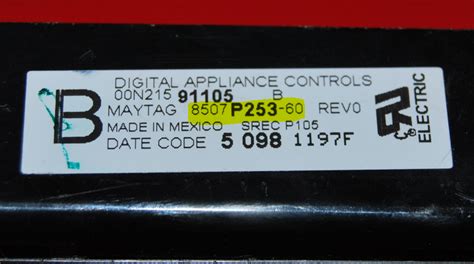 B
DIGITAL APPLIANCE CONTROLS
00N215 91105 B
MAYTAG 8507P253-60 REV0
MADE IN MEXICO SREC P105
DATE CODE 5 098 1197F
ELECTRIC